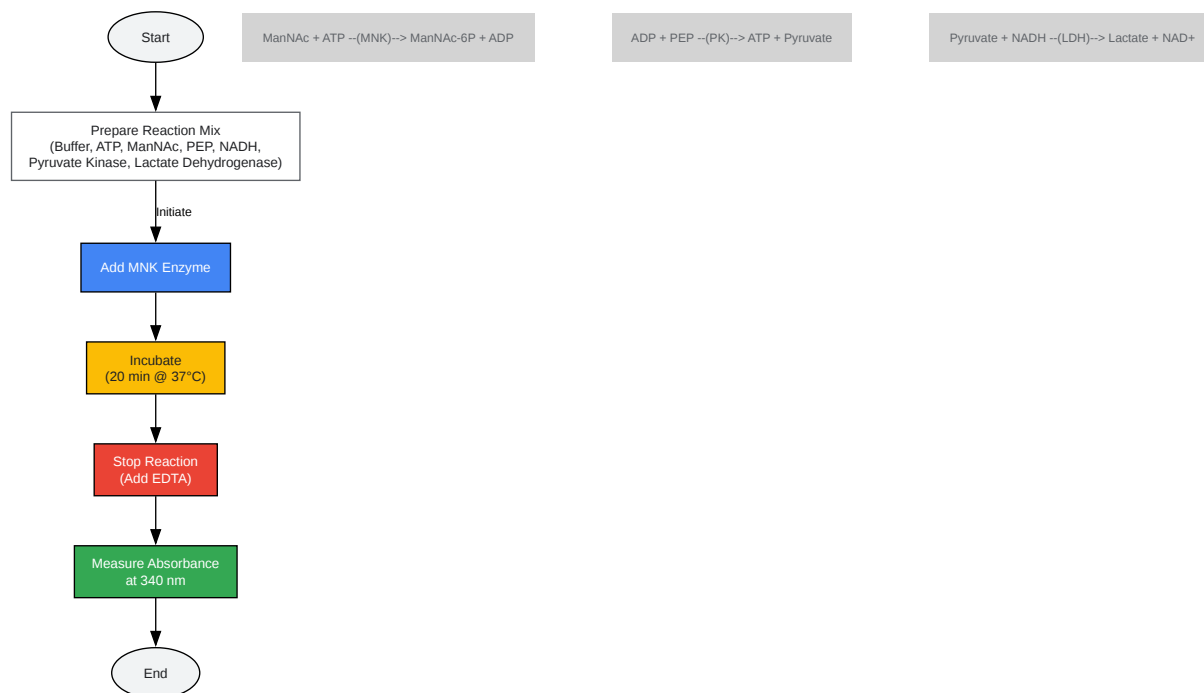 Start
ManNAc + ATP --(MNK)--> ManNAc-6P + ADP
ADP + PEP --(PK)--> ATP + Pyruvate
Pyruvate + NADH --(LDH)--> Lactate + NAD+
Prepare Reaction Mix
(Buffer, ATP, ManNAc, PEP, NADH,
Pyruvate Kinase, Lactate Dehydrogenase)
Initiate
Add MNK Enzyme
Incubate
(20 min @ 37°C)
Stop Reaction
(Add EDTA)
Measure Absorbance
at 340 nm
End